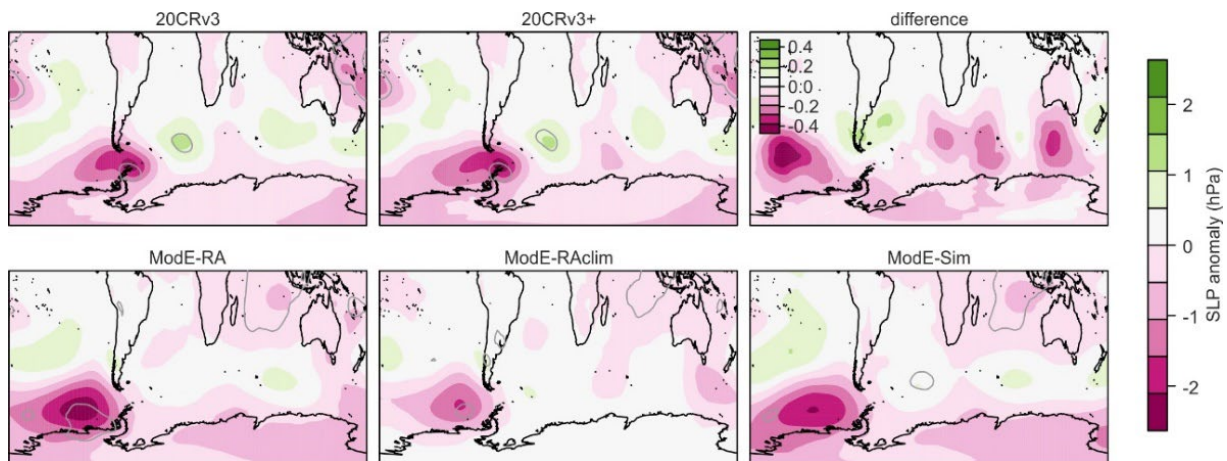 20CRv3
20CRv3+
difference
0.4
0.2
0.0
-0.2
-0.4
2
1
0
-1
-2
SLP anomaly (hPa)
ModE-RA
ModE-RAclim
ModE-Sim